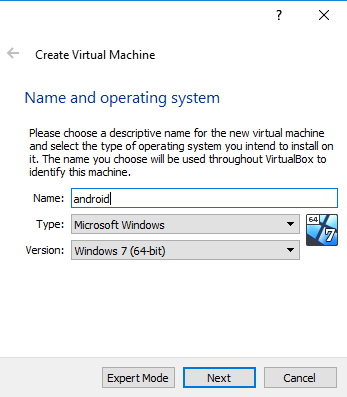 ?
Create Virtual Machine
Name and operating system
Please choose a descriptive name for the new virtual machine
and select the type of operating system you intend to install on
it. The name you choose will be used throughout VirtualBox to
identify this machine.
Name: android
Type: Microsoft Windows
64
7
Version: Windows 7 (64-bit)
Expert Mode Next Cancel